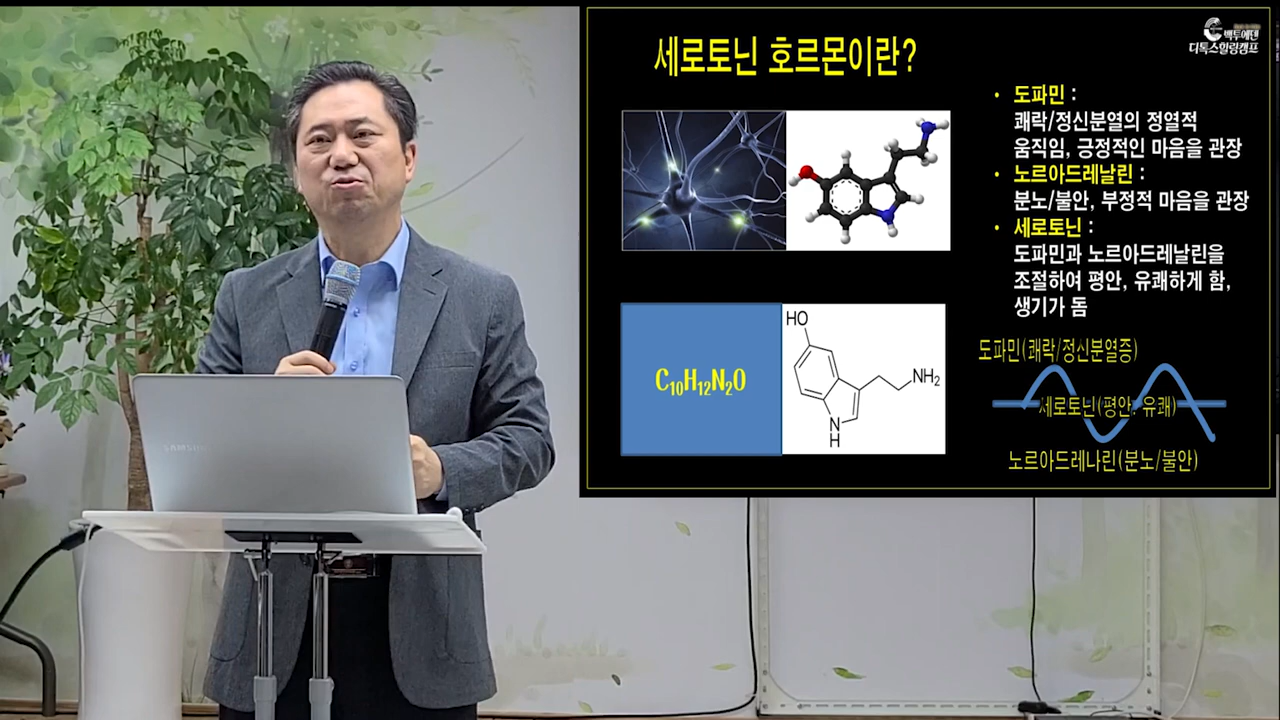 세로토닌 호르몬이란?
백투에덴
디톡스힐링캠프
• 도파민 :
쾌락/정신분열의 정열적
움직임, 긍정적인 마음을 관장
• 노르아드레날린 :
분노/불안, 부정적 마음을 관장
• 세로토닌 :
도파민과 노르아드레날린을
조절하여 평안, 유쾌하게 함,
생기가 돔
HO
NH₂
N
H
C₁₀H₁₂N₂O
도파민(쾌락/정신분열증)
세로토닌(평안, 유쾌)
노르아드레나린(분노/불안)
SAMSUNG